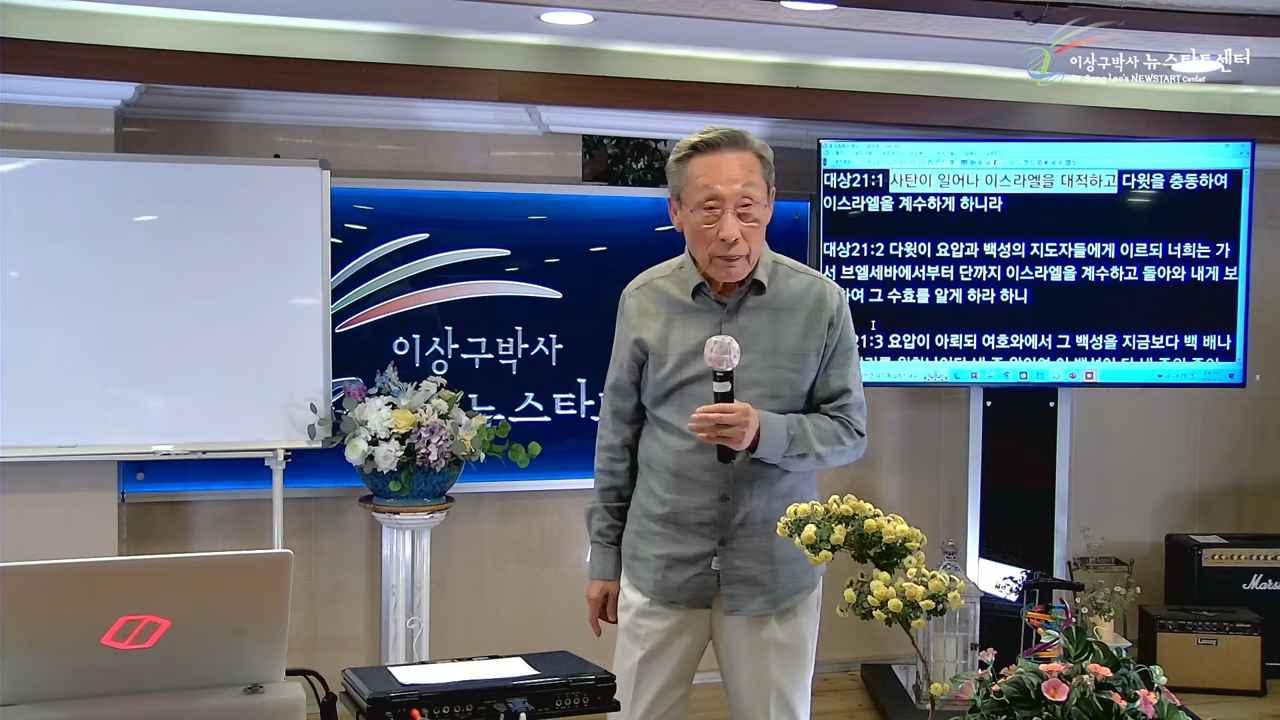 이상구박사 뉴스타트센터
Dr. Sang Lee's NEWSTART Center
대상21:1 사탄이 일어나 이스라엘을 대적하고 다윗을 충동하여
이스라엘을 계수하게 하니라
대상21:2 다윗이 요압과 백성의 지도자들에게 이르되 너희는 가
서 브엘세바에서부터 단까지 이스라엘을 계수하고 돌아와 내게 보
하여 그 수효를 알게 하라 하니
21:3 요압이 아뢰되 여호와께서 그 백성을 지금보다 백 배나
이상구박사
뉴스타
Mars
Laney